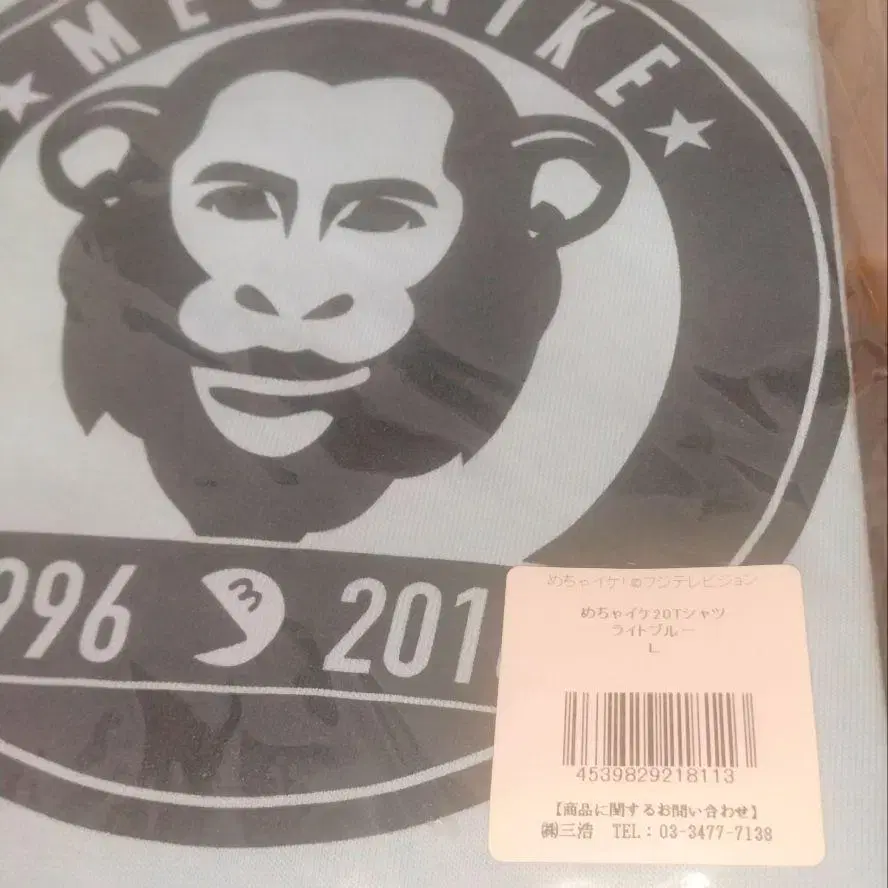 996
201
めちゃイケ!©フジテレビジョン
めちゃイケ20Tシャツ
ライトブルー
L
4539829218113
【商品に関するお問い合わせ】
㈱三浩 TEL:03-3477-7138